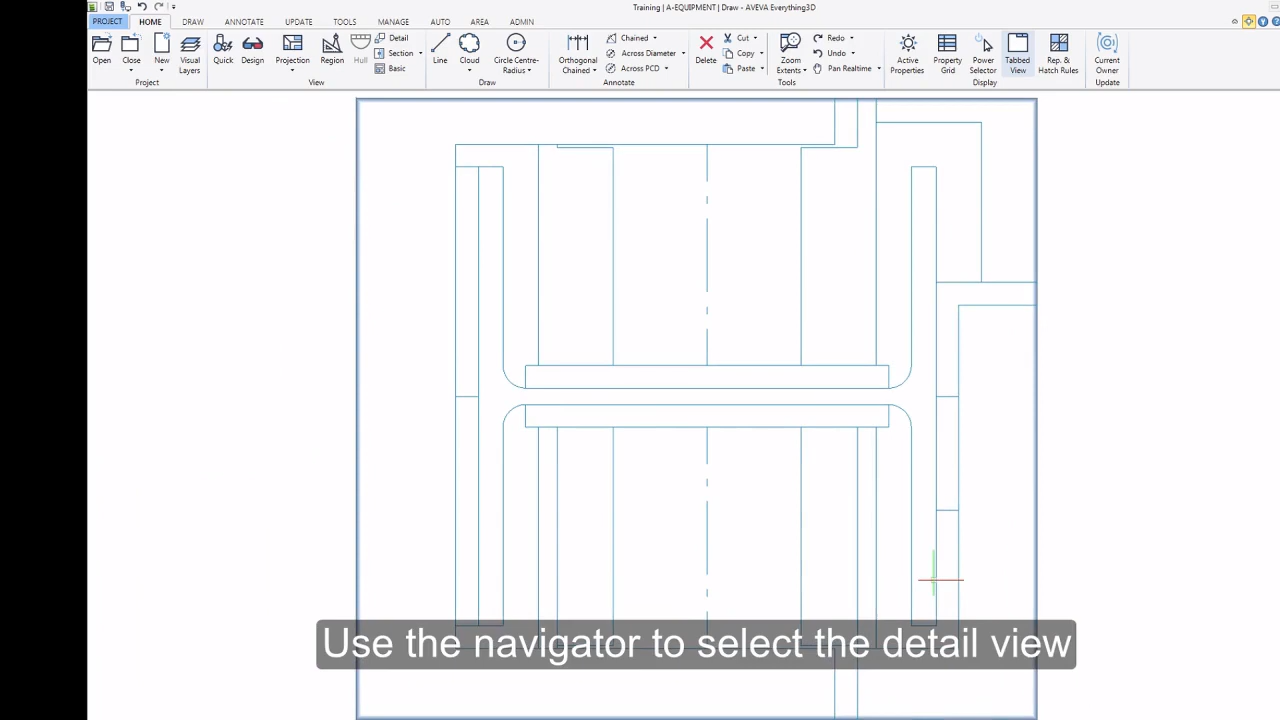 Training | A-EQUIPMENT | Draw - AVEVA Everything3D
PROJECT HOME DRAW ANNOTATE UPDATE TOOLS MANAGE AUTO AREA ADMIN
Open Close New Visual Layers
Project
Quick Design Projection Region Hull Detail Section Basic
View
Line Cloud Circle Centre-Radius
Draw
Orthogonal Chained Chained Across Diameter Across PCD
Annotate
Delete Cut Copy Paste Zoom Extents Redo Undo Pan Realtime
Tools
Active Properties Property Grid Power Selector Tabbed View Rep. & Hatch Rules
Display
Current Owner
Update
Use the navigator to select the detail view